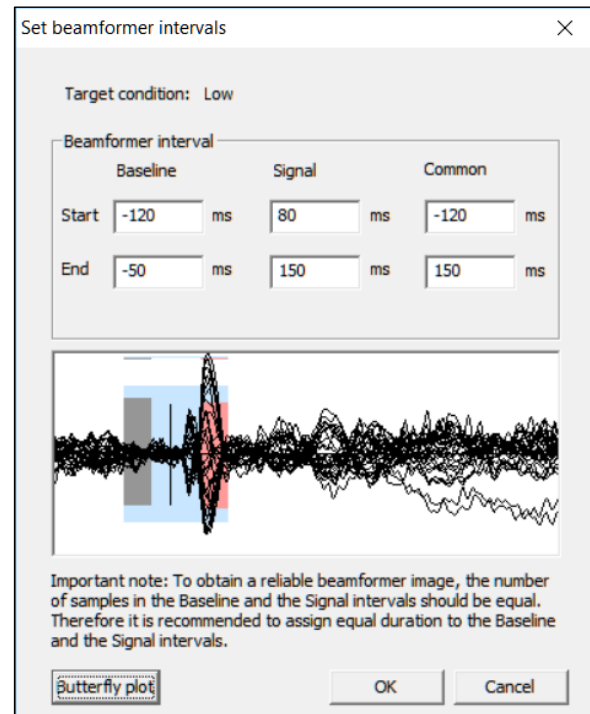 Set beamformer intervals
Target condition: Low
Beamformer interval
Baseline Signal Common
Start -120 ms 80 ms -120 ms
End -50 ms 150 ms 150 ms
Important note: To obtain a reliable beamformer image, the number
of samples in the Baseline and the Signal intervals should be equal.
Therefore it is recommended to assign equal duration to the Baseline
and the Signal intervals.
Butterfly plot OK Cancel